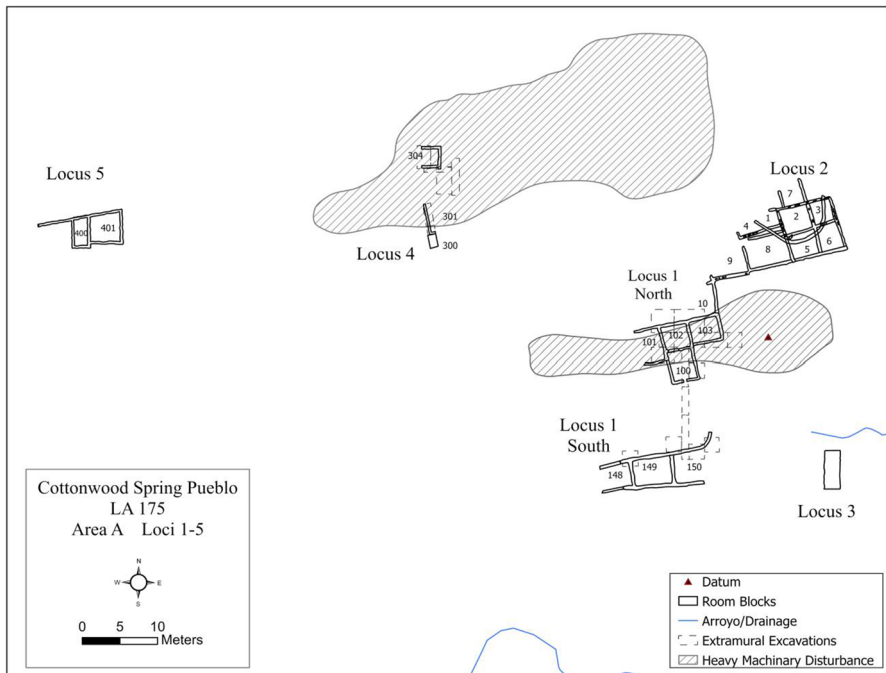 304
Locus 5
Locus 2
7
3
1
2
301
400
401
4
Locus 4
300
8
5
6
9
Locus 1
North
10
102
103
101
100
Locus 1
South
149
150
148
Cottonwood Spring Pueblo
LA 175
Area A Loci 1-5
N
W
E
S
0 5 10
Meters
Locus 3
Datum
Room Blocks
Arroyo/Drainage
Extramural Excavations
Heavy Machinary Disturbance